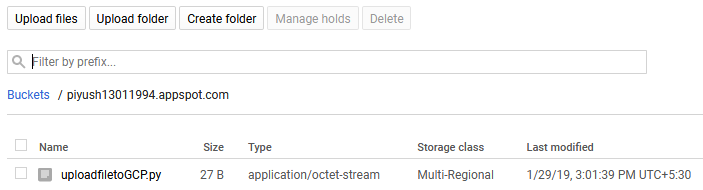 Upload files Upload folder Create folder Manage holds Delete
Filter by prefix...
Buckets / piyush13011994.appspot.com
Name Size Type Storage class Last modified
uploadfiletoGCP.py 27 B application/octet-stream Multi-Regional 1/29/19, 3:01:39 PM UTC+5:30